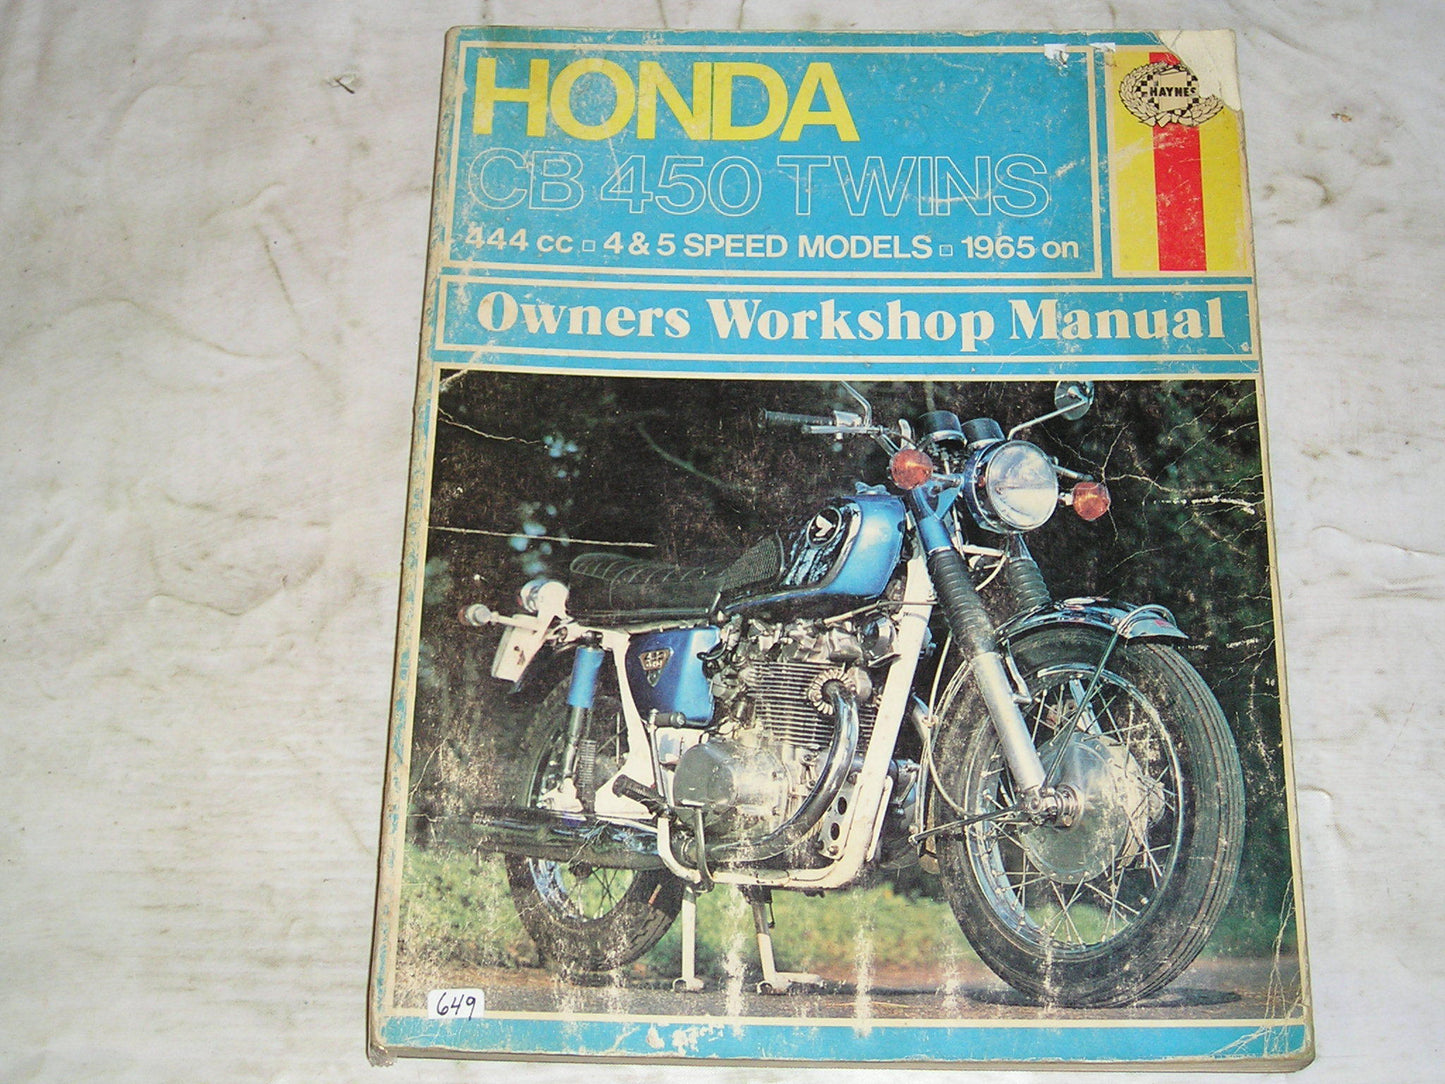 HONDA
HAYNES
CB 450 TWINS
444 cc ▫ 4 & 5 SPEED MODELS ▫ 1965 on
Owners Workshop Manual
649